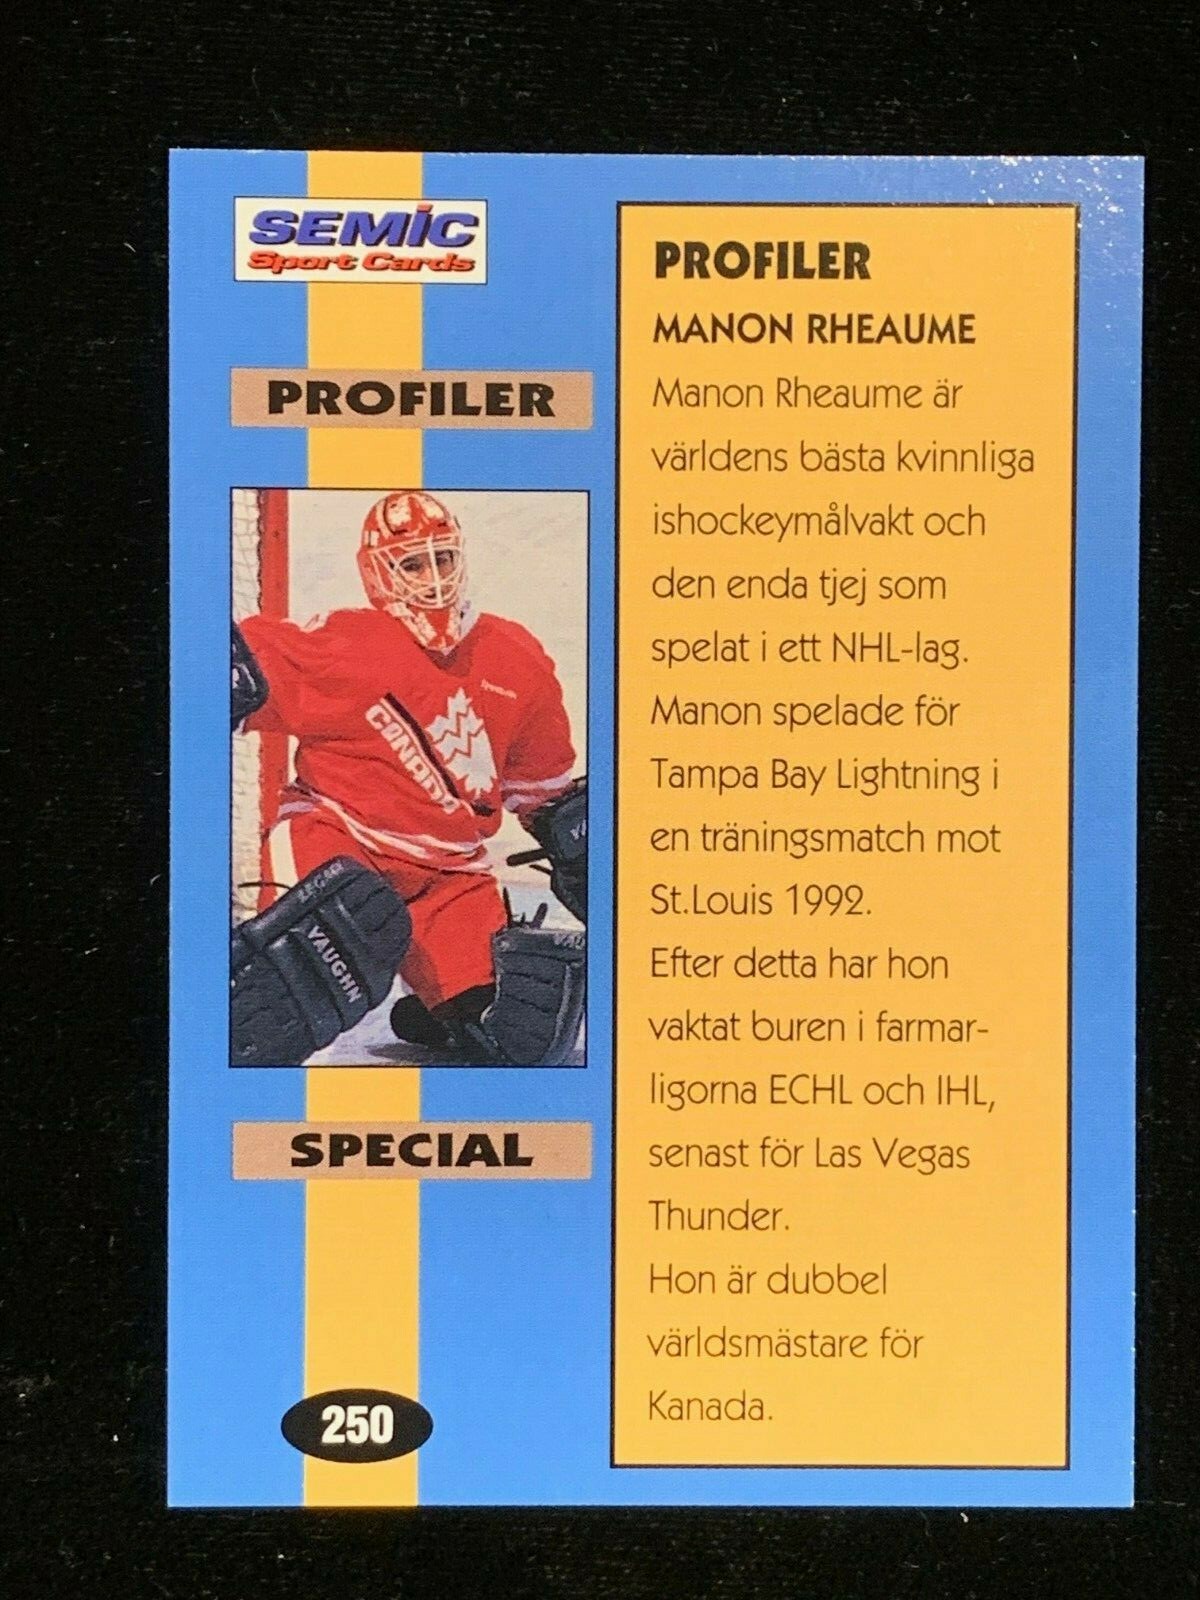 SEMIC
Sport Cards
PROFILER
CANADA
VAUGHN
SPECIAL
250
PROFILER
MANON RHEAUME
Manon Rheaume är
världens bästa kvinnliga
ishockeymålvakt och
den enda tjej som
spelat i ett NHL-lag.
Manon spelade för
Tampa Bay Lightning i
en träningsmatch mot
St.Louis 1992.
Efter detta har hon
vaktat buren i farmar-
ligorna ECHL och IHL,
senast för Las Vegas
Thunder.
Hon är dubbel
världsmästare för
Kanada.